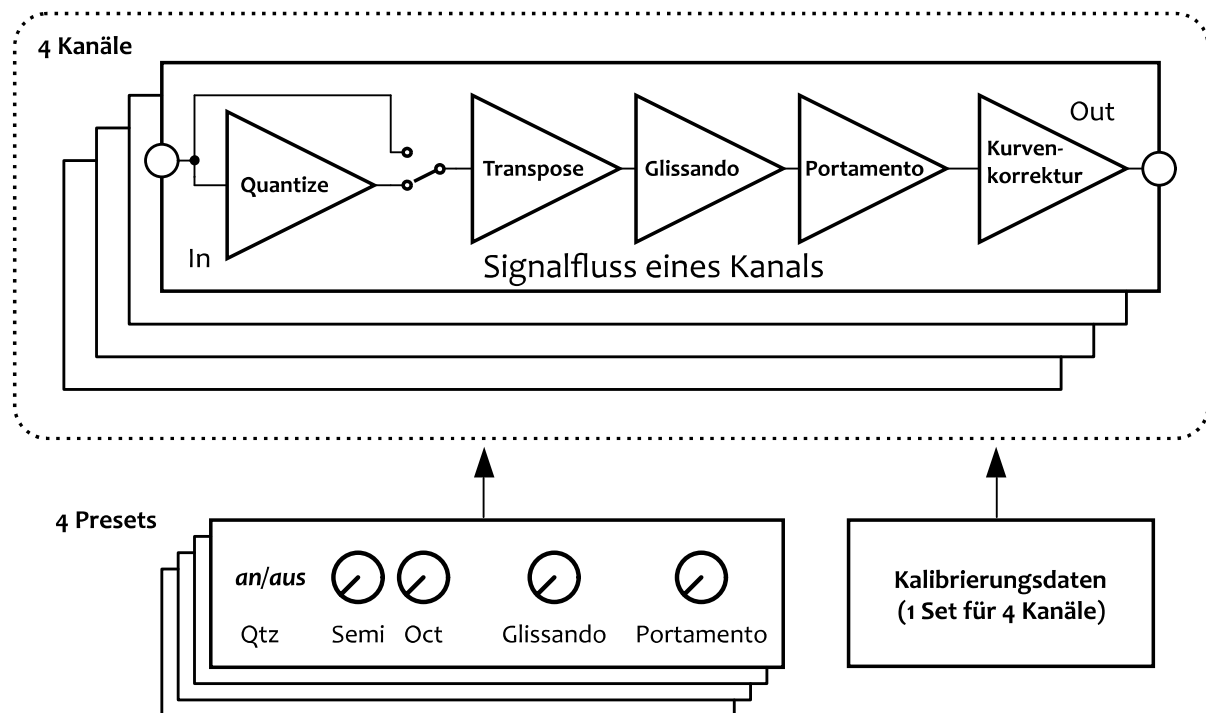 4 Kanäle
Out
Quantize
Transpose
Glissando
Portamento
Kurven-
korrektur
In
Signalfluss eines Kanals
4 Presets
an/aus
Qtz
Semi
Oct
Glissando
Portamento
Kalibrierungsdaten
(1 Set für 4 Kanäle)